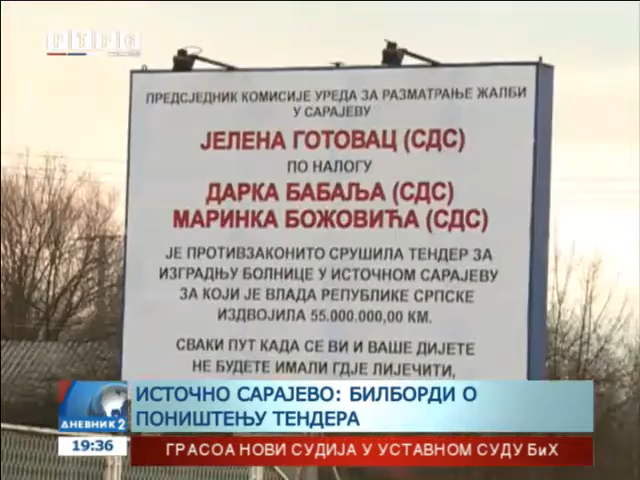 РТРС
ПРЕДСЈЕДНИК КОМИСИЈЕ УРЕДА ЗА РАЗМАТРАЊЕ ЖАЛБИ
У САРАЈЕВУ
ЈЕЛЕНА ГОТОВАЦ (СДС)
ПО НАЛОГУ
ДАРКА БАБАЉА (СДС)
МАРИНКА БОЖОВИЋА (СДС)
ЈЕ ПРОТИВЗАКОНИТО СРУШИЛА ТЕНДЕР ЗА
ИЗГРАДЊУ БОЛНИЦЕ У ИСТОЧНОМ САРАЈЕВУ
ЗА КОЈИ ЈЕ ВЛАДА РЕПУБЛИКЕ СРПСКЕ
ИЗДВОЈИЛА 55.000.000,00 КМ.
СВАКИ ПУТ КАДА СЕ ВИ И ВАШЕ ДИЈЕТЕ
НЕ БУДЕТЕ ИМАЛИ ГДЈЕ ЛИЈЕЧИТИ,
ИСТОЧНО САРАЈЕВО: БИЛБОРДИ О
ПОНИШТЕЊУ ТЕНДЕРА
ДНЕВНИК 2
19:36
ГРАСОА НОВИ СУДИЈА У УСТАВНОМ СУДУ БиХ